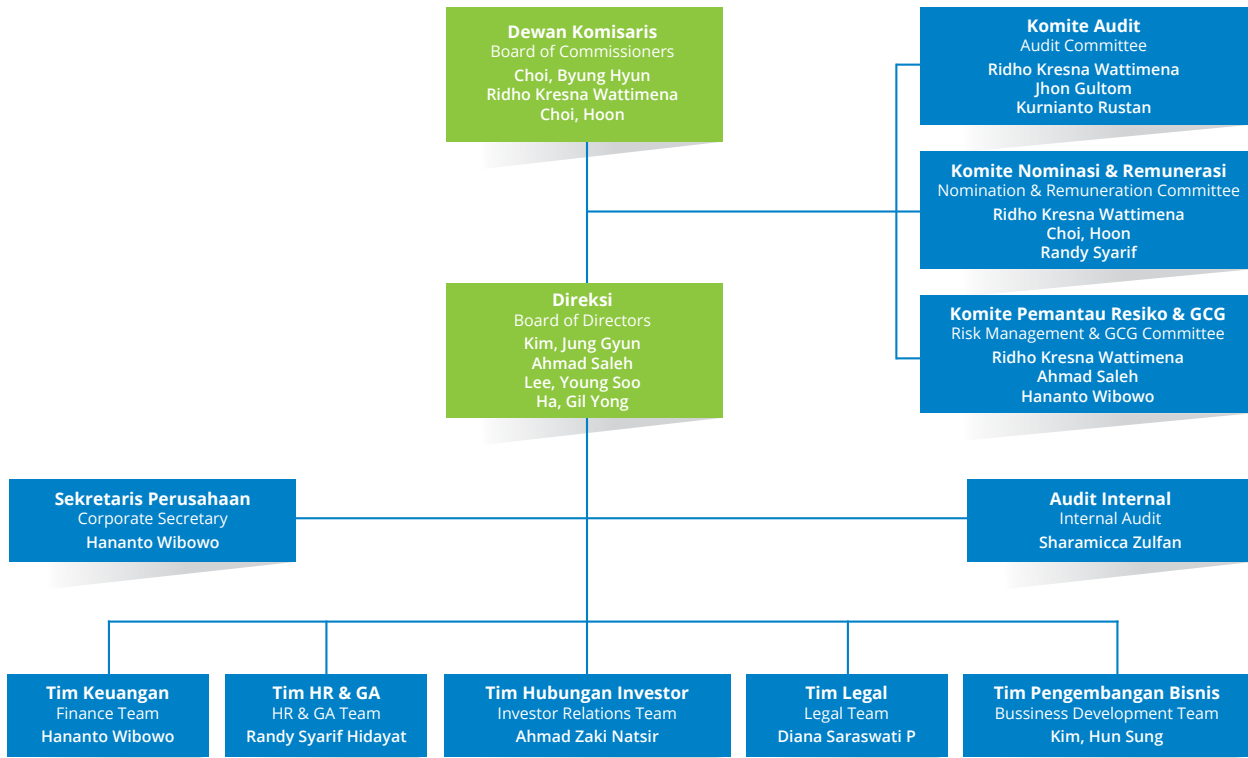 Dewan Komisaris
Board of Commissioners
Choi, Byung Hyun
Ridho Kresna Wattimena
Choi, Hoon
Komite Audit
Audit Committee
Ridho Kresna Wattimena
Jhon Gultom
Kurnianto Rustan
Komite Nominasi & Remunerasi
Nomination & Remuneration Committee
Ridho Kresna Wattimena
Choi, Hoon
Randy Syarif
Direksi
Board of Directors
Kim, Jung Gyun
Ahmad Saleh
Lee, Young Soo
Ha, Gil Yong
Komite Pemantau Resiko & GCG
Risk Management & GCG Committee
Ridho Kresna Wattimena
Ahmad Saleh
Hananto Wibowo
Sekretaris Perusahaan
Corporate Secretary
Hananto Wibowo
Audit Internal
Internal Audit
Sharamicca Zulfan
Tim Keuangan
Finance Team
Hananto Wibowo
Tim HR & GA
HR & GA Team
Randy Syarif Hidayat
Tim Hubungan Investor
Investor Relations Team
Ahmad Zaki Natsir
Tim Legal
Legal Team
Diana Saraswati P
Tim Pengembangan Bisnis
Bussiness Development Team
Kim, Hun Sung